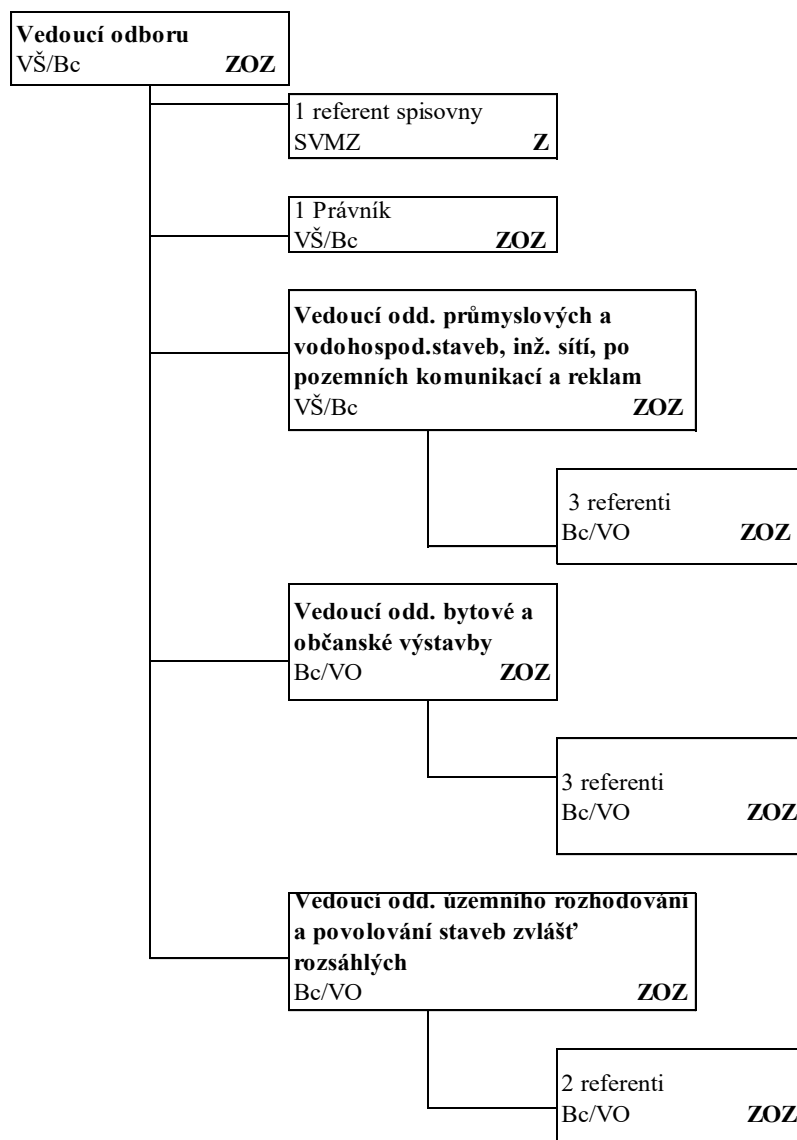 Vedoucí odboru
VŠ/Bc ZOZ
1 referent spisovny
SVMZ Z
1 Právník
VŠ/Bc ZOZ
Vedoucí odd. průmyslových a
vodohospod.staveb, inž. sítí, po
pozemních komunikací a reklam
VŠ/Bc ZOZ
3 referenti
Bc/VO ZOZ
Vedoucí odd. bytové a
občanské výstavby
Bc/VO ZOZ
3 referenti
Bc/VO ZOZ
Vedoucí odd. územního rozhodování
a povolování staveb zvlášť
rozsáhlých
Bc/VO ZOZ
2 referenti
Bc/VO ZOZ